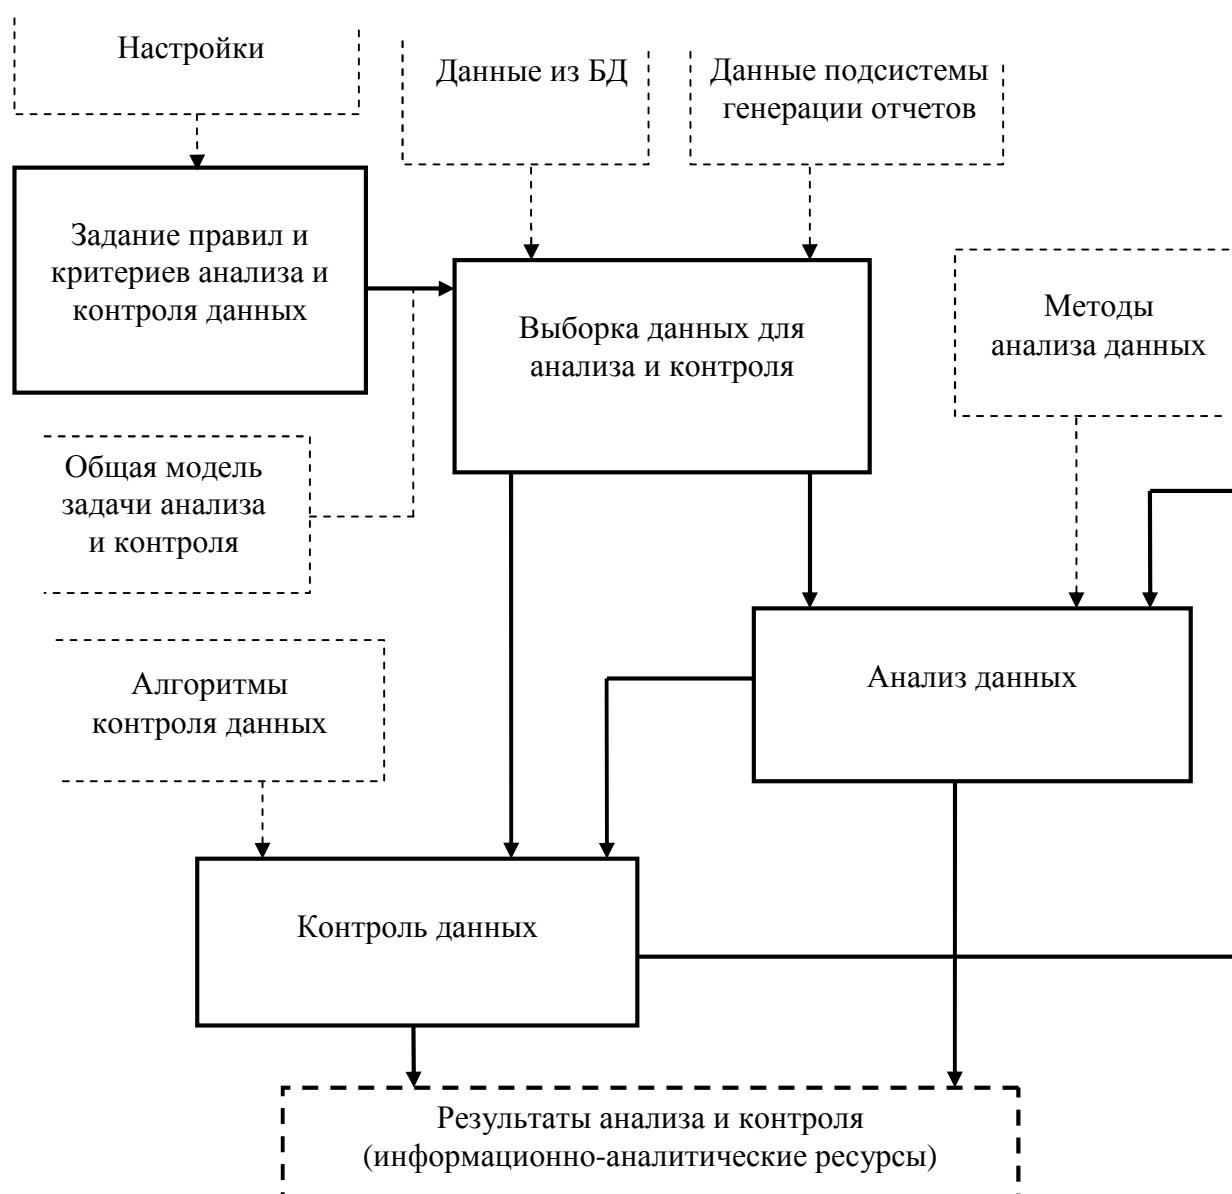 Настройки
Данные из БД
Данные подсистемы
генерации отчетов
Задание правил и
критериев анализа и
контроля данных
Выборка данных для
анализа и контроля
Методы
анализа данных
Общая модель
задачи анализа
и контроля
Алгоритмы
контроля данных
Анализ данных
Контроль данных
Результаты анализа и контроля
(информационно-аналитические ресурсы)